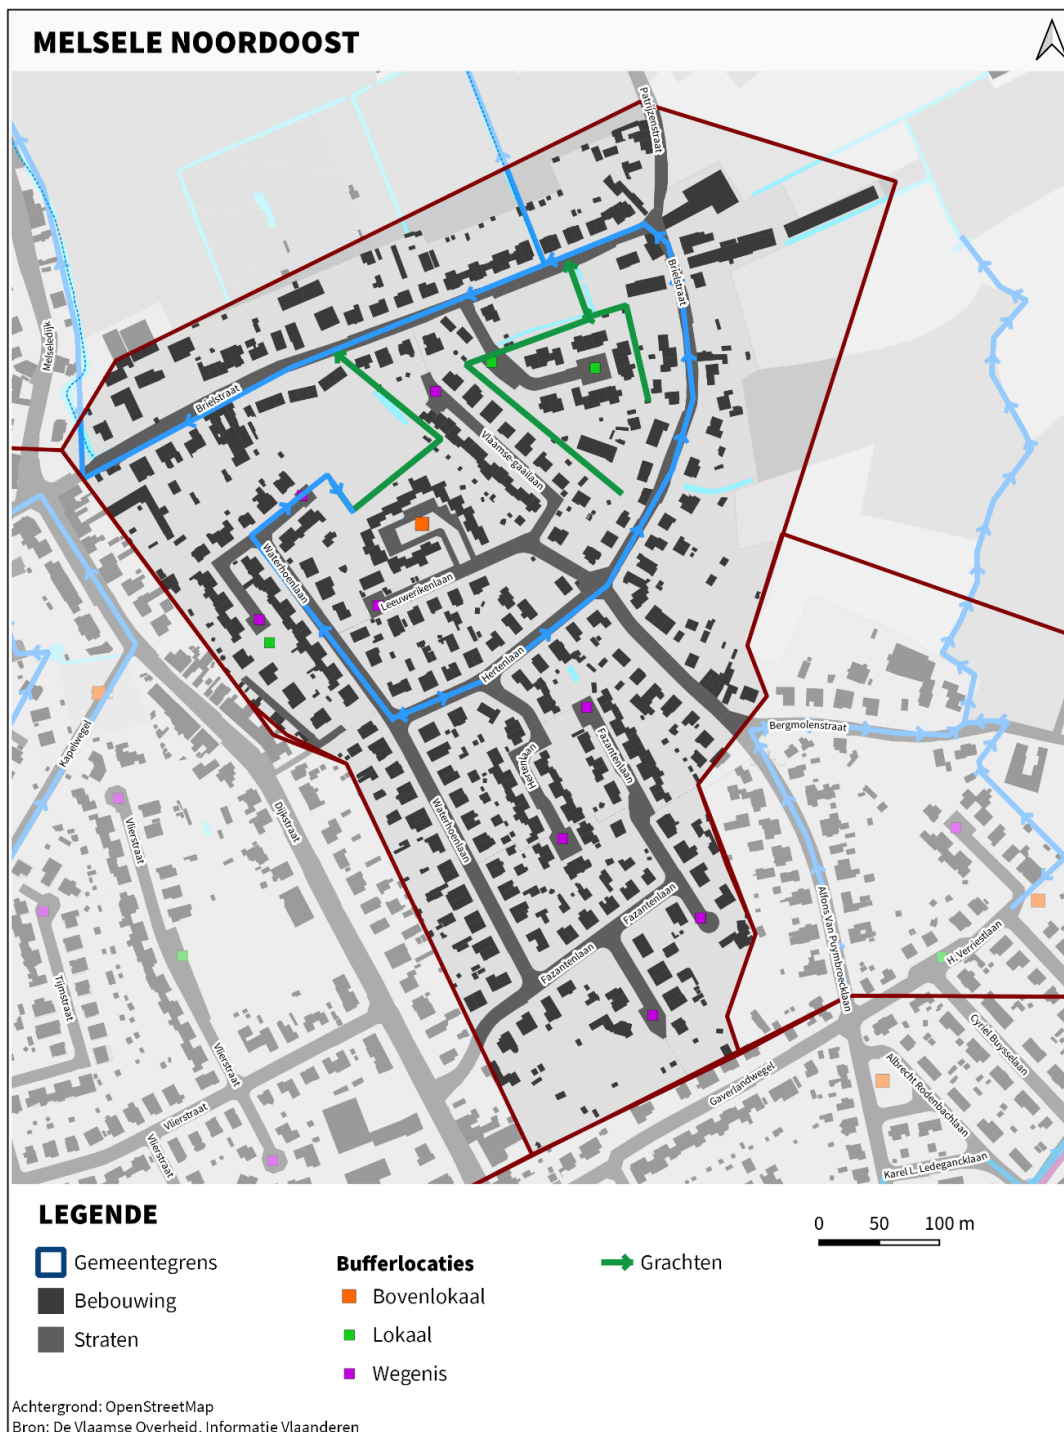 MELSELE NOORDOOST
Patrijzenstraat
Melseledijk
Brielstraat
Brielstraat
Vlaamse-gaailaan
Waterhoenlaan
Leeuwerikenlaan
Hertenlaan
Kapelwegel
Bergmolenstraat
Fazantenlaan
Hertenlaan
Dijkstraat
Vlierstraat
Waterhoenlaan
Fazantenlaan
Alfons Van Puymbroecklaan
H. Verriestlaan
Fazantenlaan
Tijmstraat
Cyriel Buysselaan
Vlierstraat
Gaverlandwegel
Albrecht Rodenbachlaan
Vlierstraat
Vlierstraat
Karel L. Ledegancklaan
LEGENDE
0 50 100 m
Gemeentegrens
Bebouwing
Straten
Bufferlocaties
Bovenlokaal
Lokaal
Wegenis
Grachten
Achtergrond: OpenStreetMap
Bron: De Vlaamse Overheid, Informatie Vlaanderen